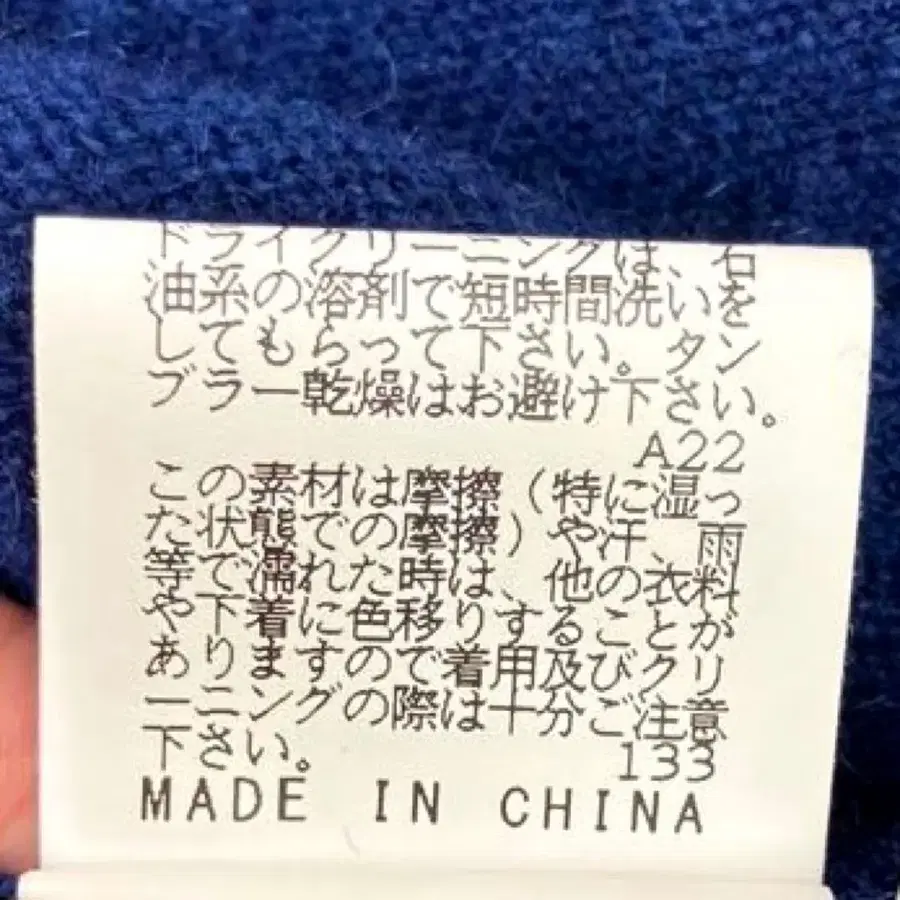 ドライクリーニングは、石
油系の溶剤で短時間洗いを
してもらって下さい。タン
ブラー乾燥はお避け下さい。
A22
この素材は摩擦(特に湿っ
た状態での摩擦)や汗、雨
等で濡れた時は、他の衣料
や下着に色移りすることが
ありますので着用及びクリ
ーニングの際は十分ご注意
下さい。
133
MADE IN CHINA